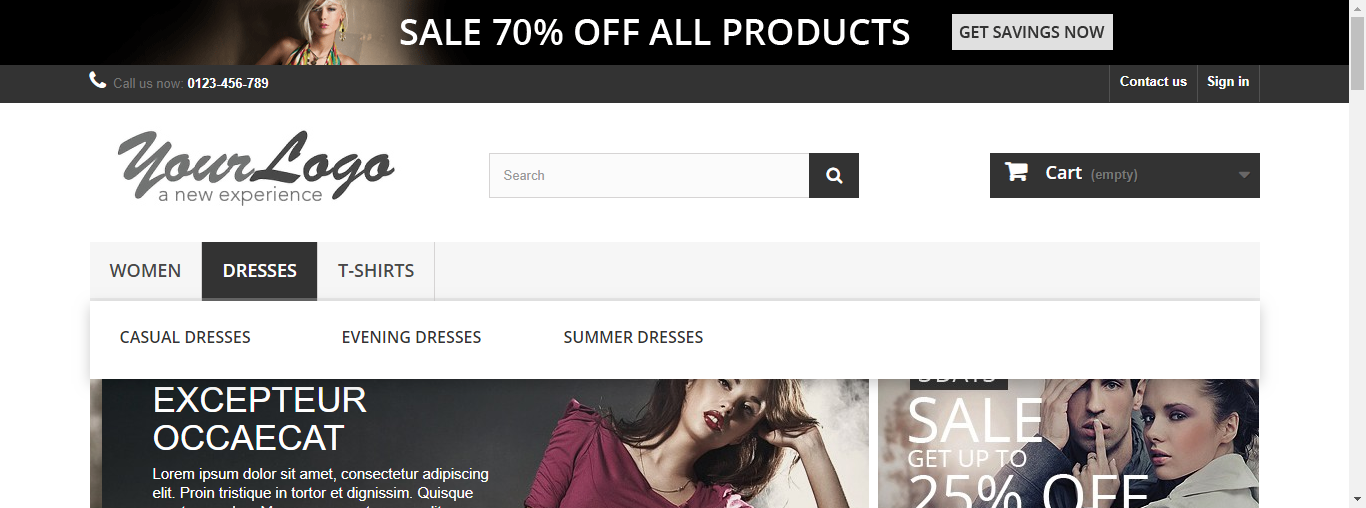 SALE 70% OFF ALL PRODUCTS GET SAVINGS NOW
Call us now: 0123-456-789 Contact us Sign in
YourLogo
a new experience
Search
Cart (empty)
WOMEN DRESSES T-SHIRTS
CASUAL DRESSES EVENING DRESSES SUMMER DRESSES
EXCEPTEUR
OCCAECAT
Lorem ipsum dolor sit amet, consectetur adipiscing
elit. Proin tristique in tortor et dignissim. Quisque
SALE
GET UP TO
25% OFF